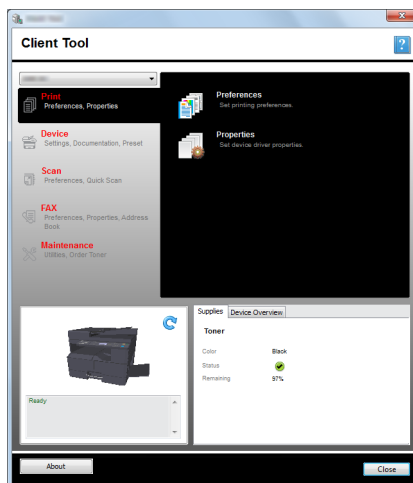 Client Tool
?
Print
Preferences, Properties
Device
Settings, Documentation, Preset
Scan
Preferences, Quick Scan
FAX
Preferences, Properties, Address
Book
Maintenance
Utilities, Order Toner
Preferences
Set printing preferences.
Properties
Set device driver properties.
Ready
Supplies
Device Overview
Toner
Color Black
Status
Remaining 97%
About
Close